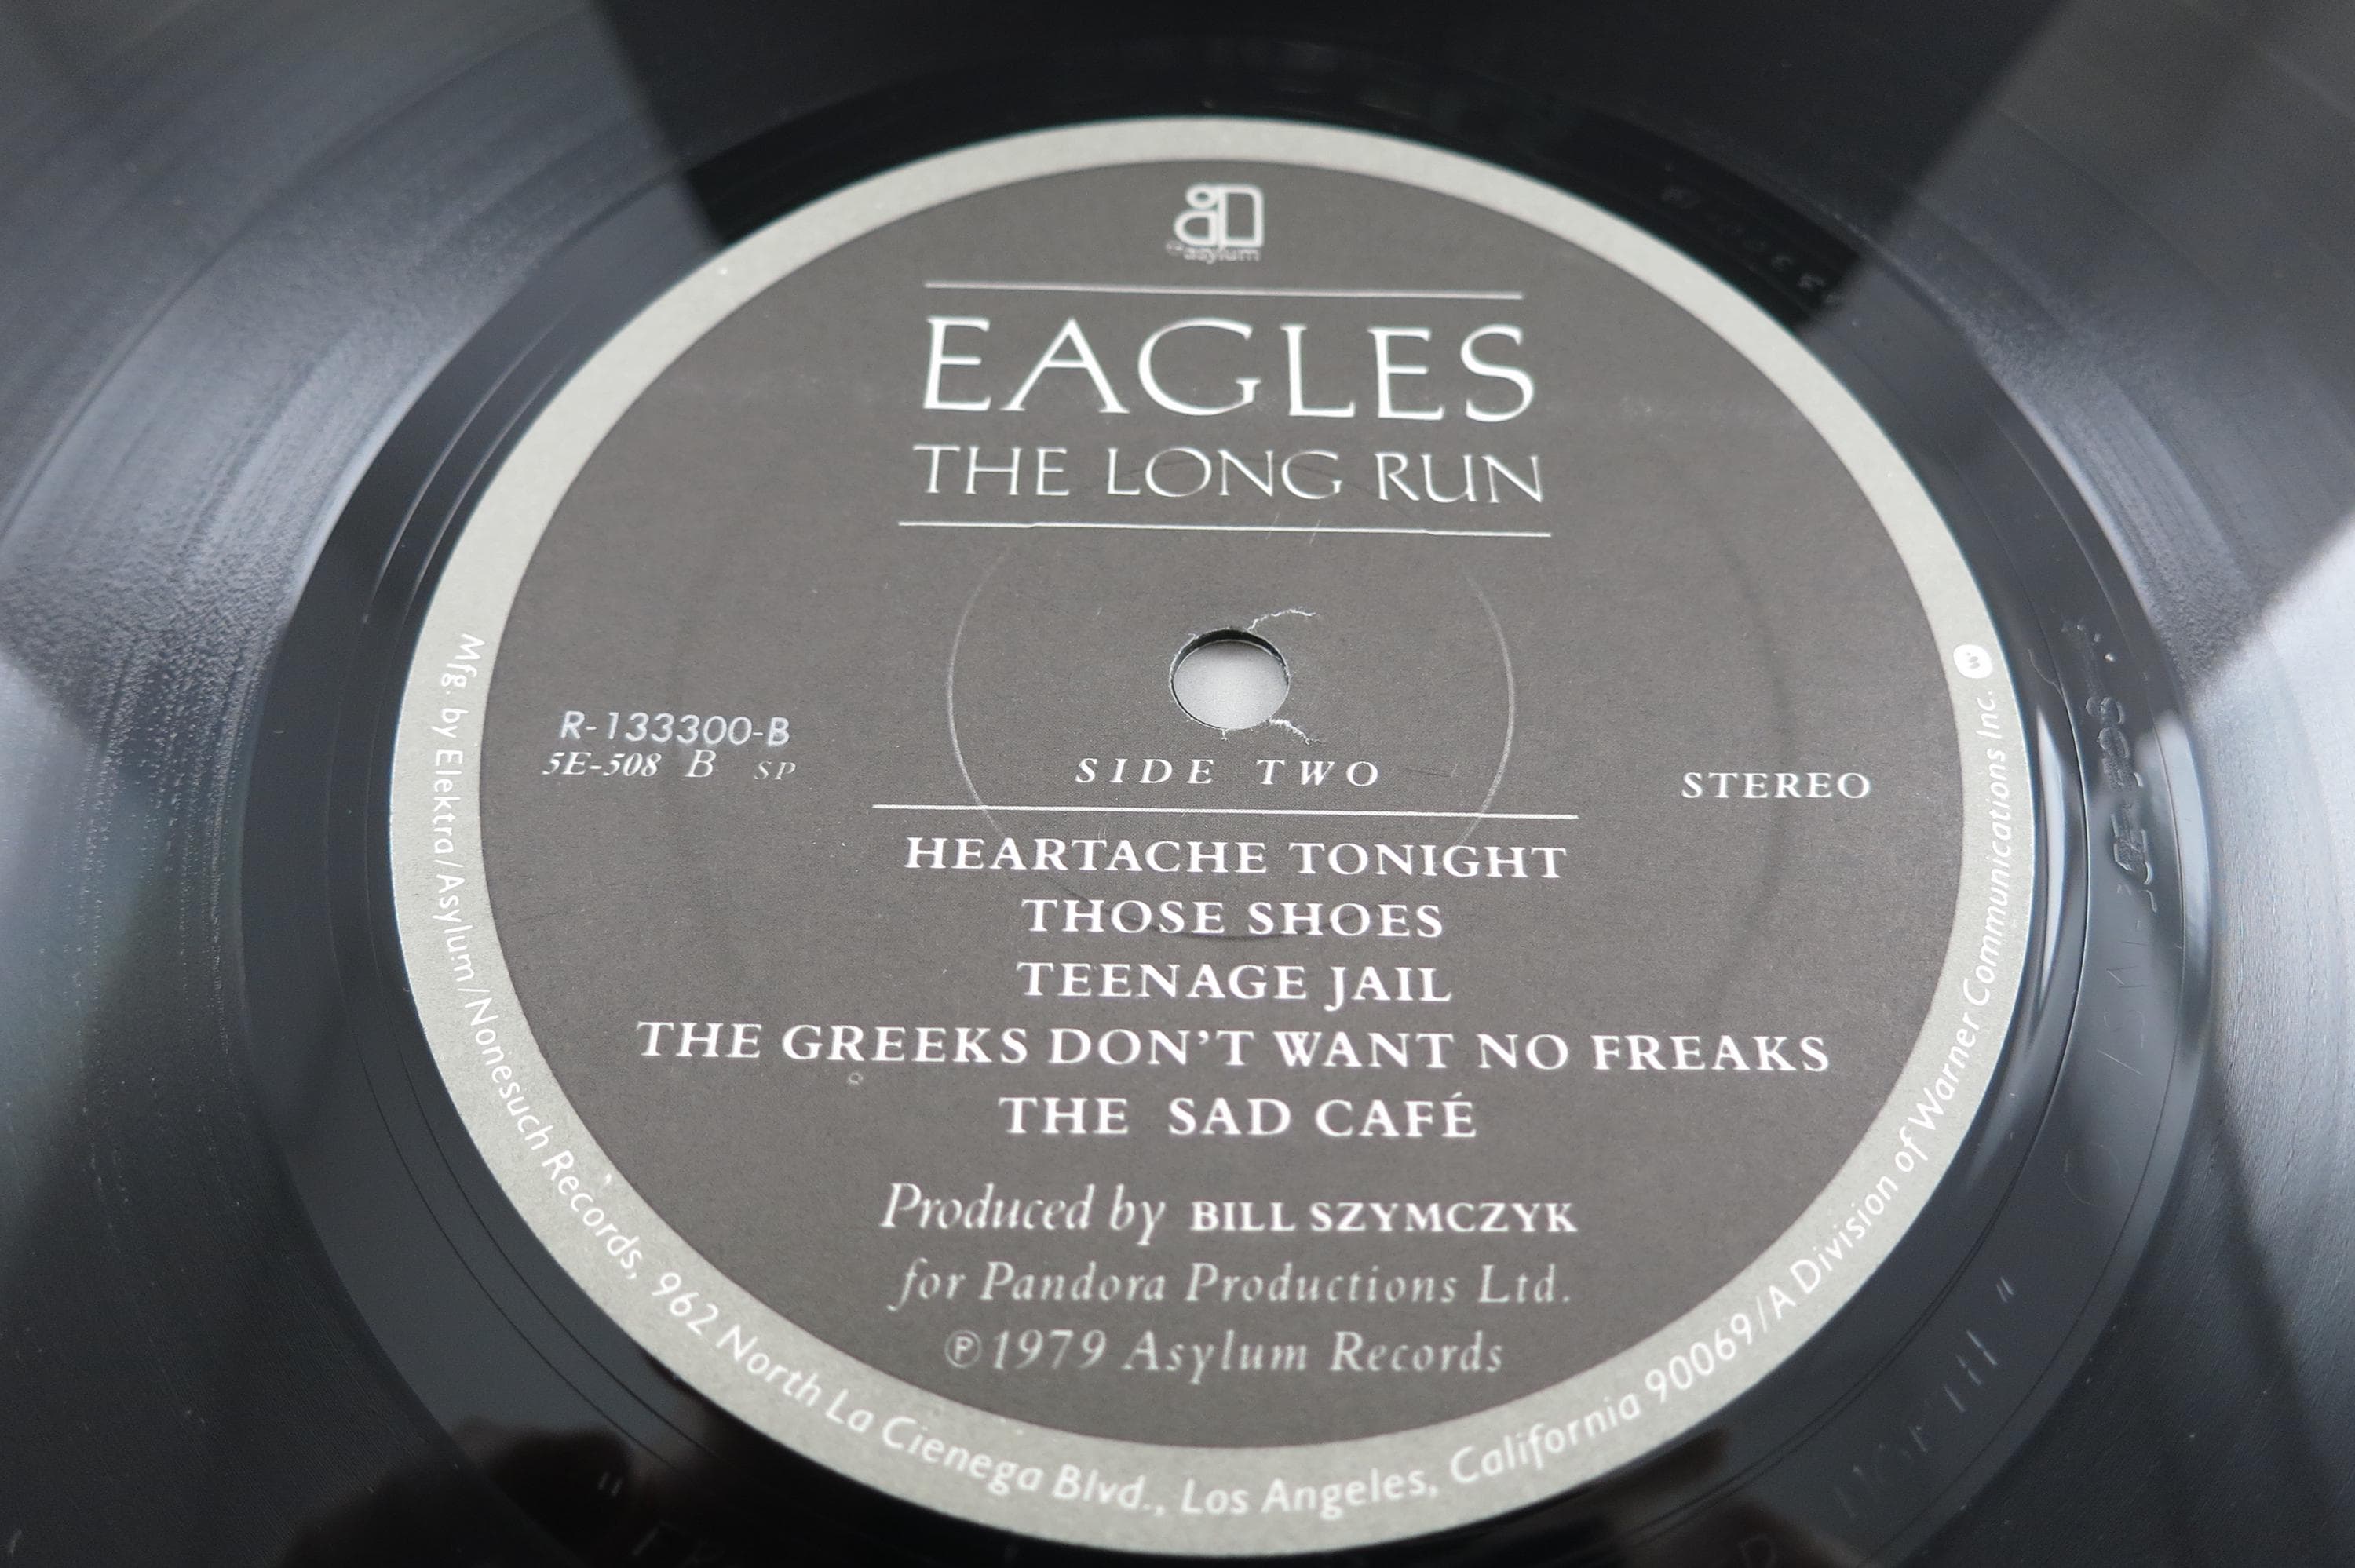 asylum
EAGLES
THE LONG RUN
R-133300-B
5E-508 B SP
SIDE TWO
STEREO
HEARTACHE TONIGHT
THOSE SHOES
TEENAGE JAIL
THE GREEKS DON'T WANT NO FREAKS
THE SAD CAFÉ
Produced by BILL SZYMCZYK
for Pandora Productions Ltd.
℗1979 Asylum Records
Mfg. by Elektra/Asylum/Nonesuch Records, 962 North La Cienega Blvd., Los Angeles, California 90069/A Division of Warner Communications Inc.